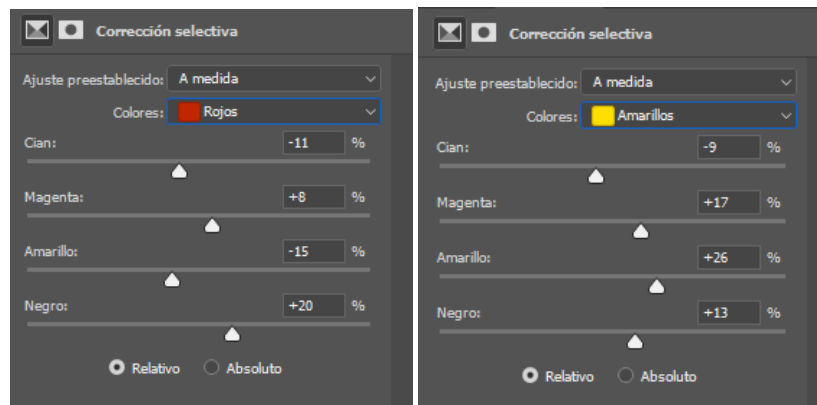 Corrección selectiva
Ajuste preestablecido: A medida
Colores: Rojos
Cian: -11 %
Magenta: +8 %
Amarillo: -15 %
Negro: +20 %
Relativo Absoluto
Corrección selectiva
Ajuste preestablecido: A medida
Colores: Amarillos
Cian: -9 %
Magenta: +17 %
Amarillo: +26 %
Negro: +13 %
Relativo Absoluto